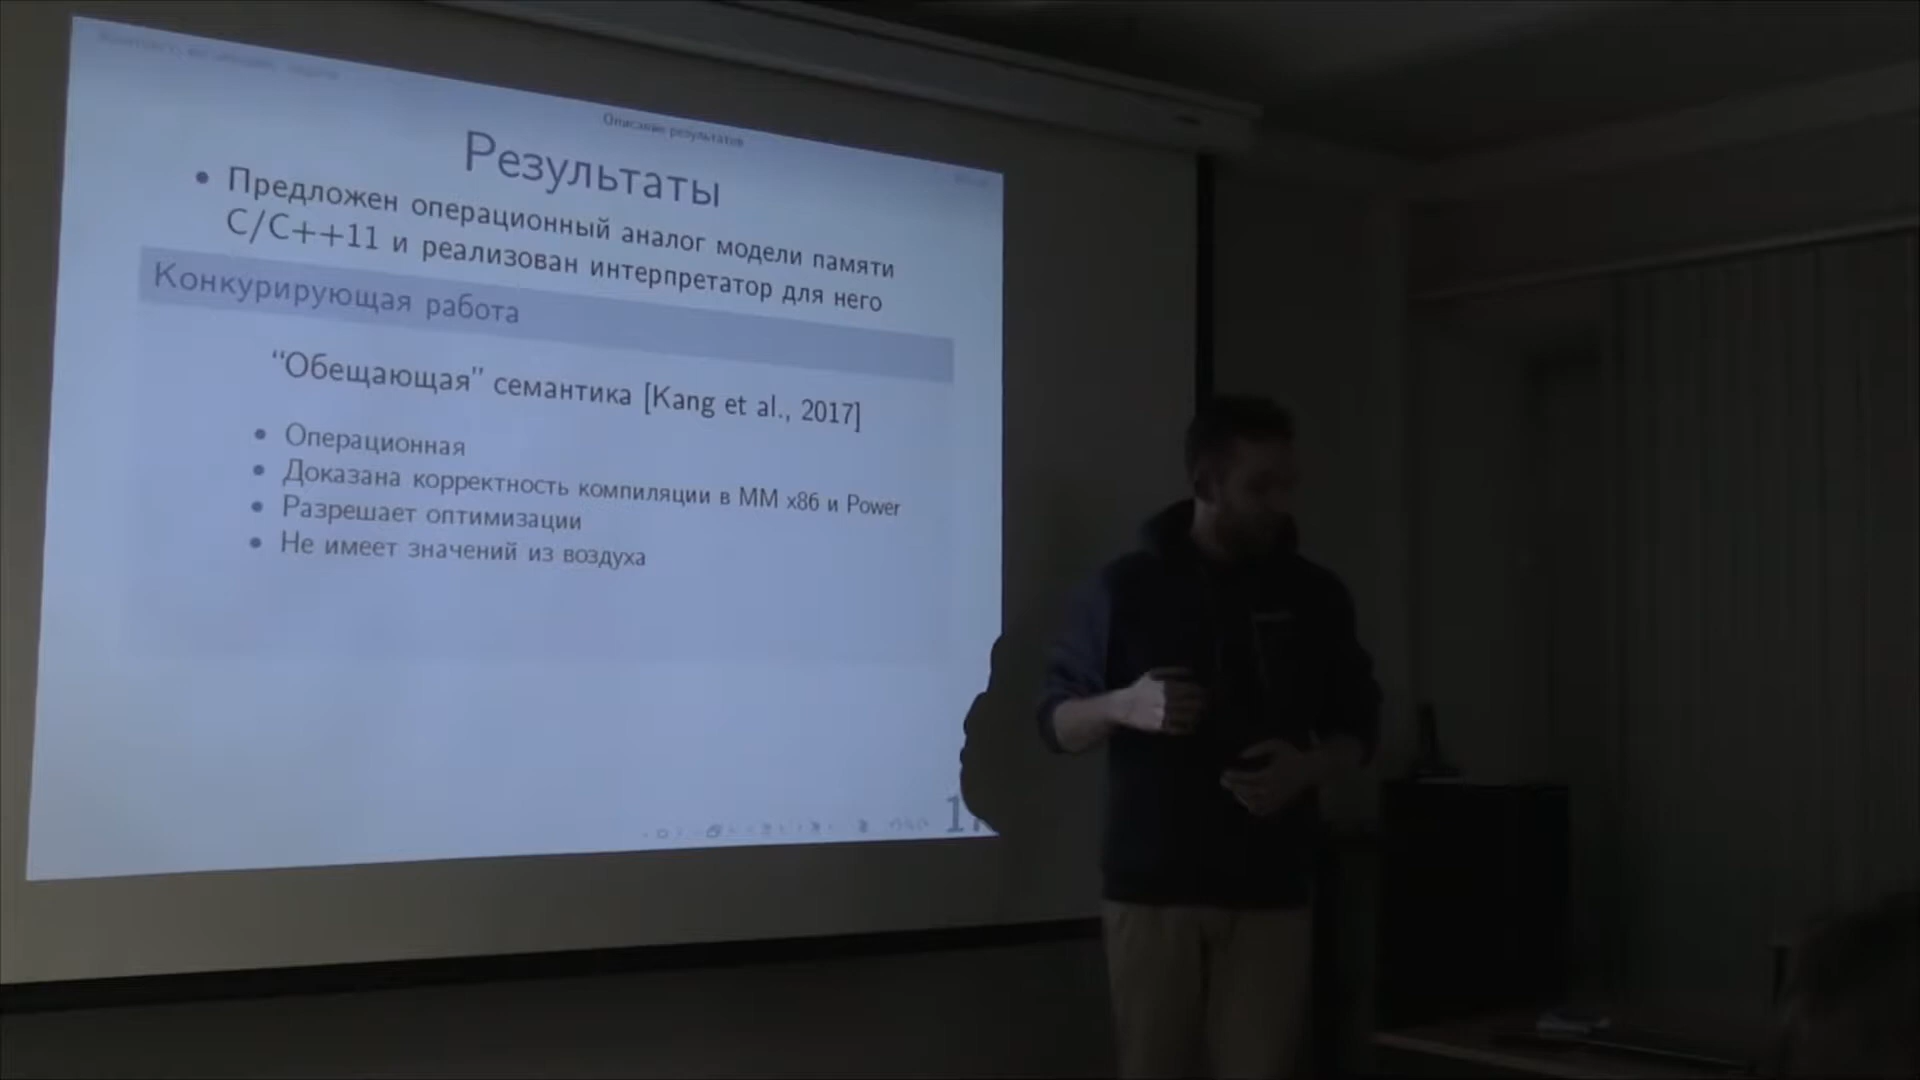 Описание результатов
Результаты
• Предложен операционный аналог модели памяти
C/C++11 и реализован интерпретатор для него
Конкурирующая работа
“Обещающая” семантика [Kang et al., 2017]
• Операционная
• Доказана корректность компиляции в ММ x86 и Power
• Разрешает оптимизации
• Не имеет значений из воздуха